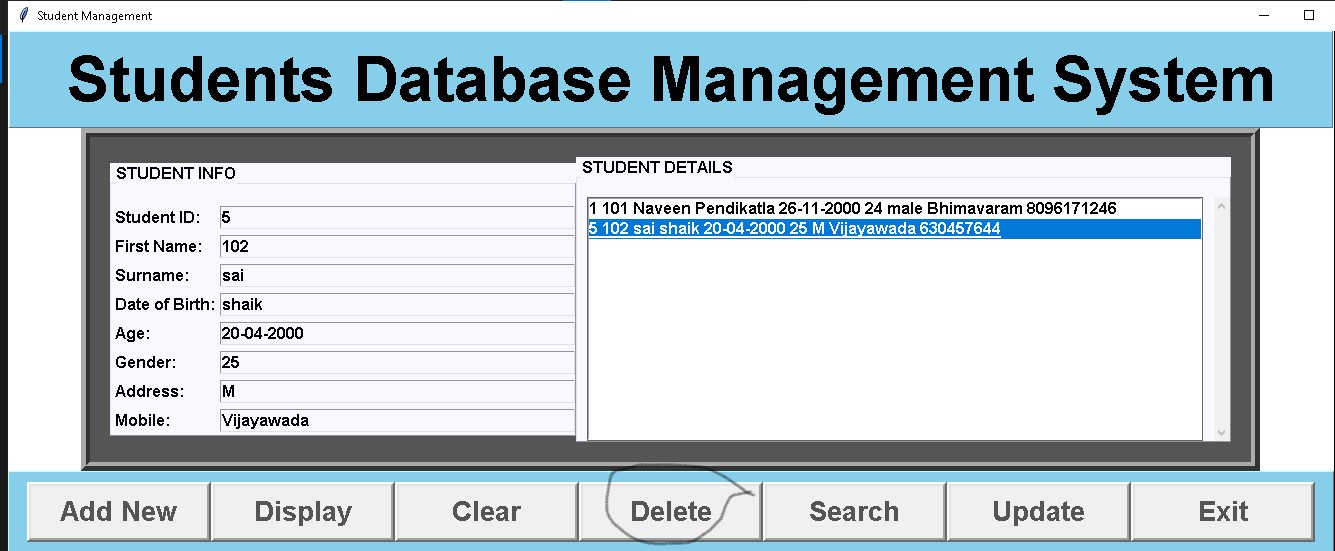 Student Management
Students Database Management System
STUDENT INFO
Student ID: 5
First Name: 102
Surname: sai
Date of Birth: shaik
Age: 20-04-2000
Gender: 25
Address: M
Mobile: Vijayawada
STUDENT DETAILS
1 101 Naveen Pendikatla 26-11-2000 24 male Bhimavaram 8096171246
5 102 sai shaik 20-04-2000 25 M Vijayawada 630457644
Add New Display Clear Delete Search Update Exit